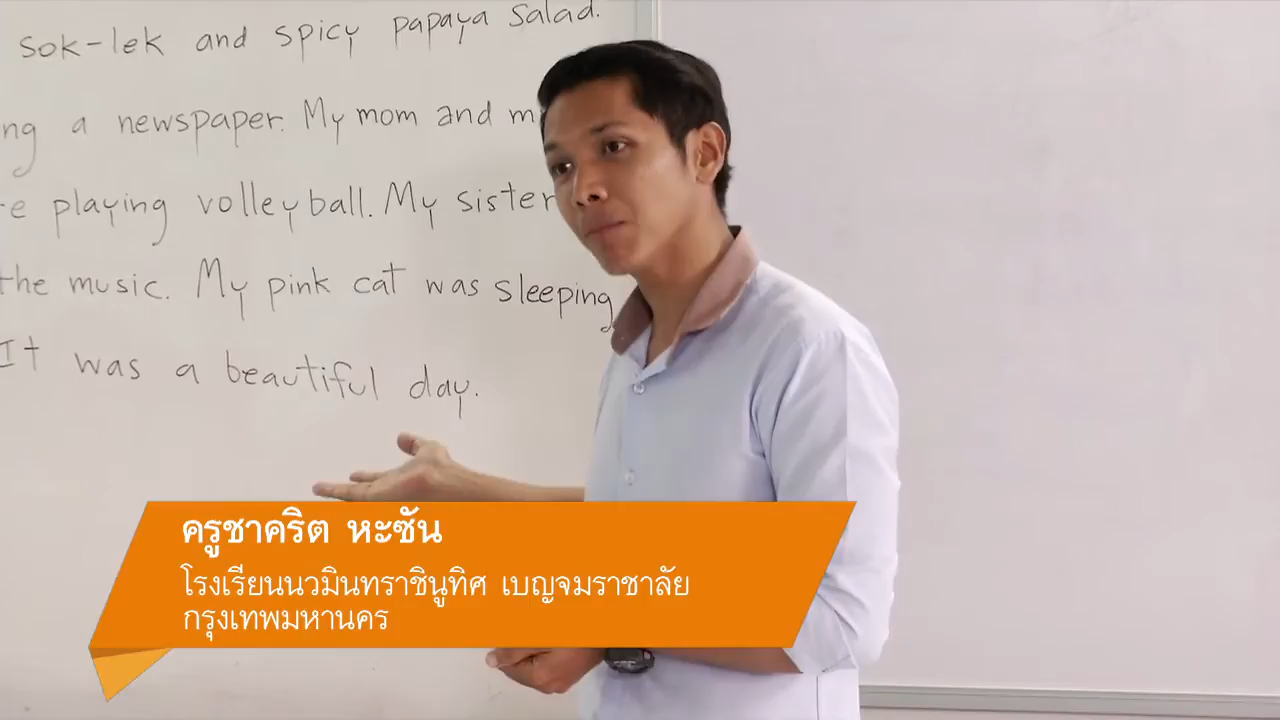 sok-lek and spicy papaya salad.
ng a newspaper. My mom and m
re playing volleyball. My sister
the music. My pink cat was sleeping
It was a beautiful day.
ครูชาคริต หะซัน
โรงเรียนนวมินทราชินูทิศ เบญจมราชาลัย
กรุงเทพมหานคร